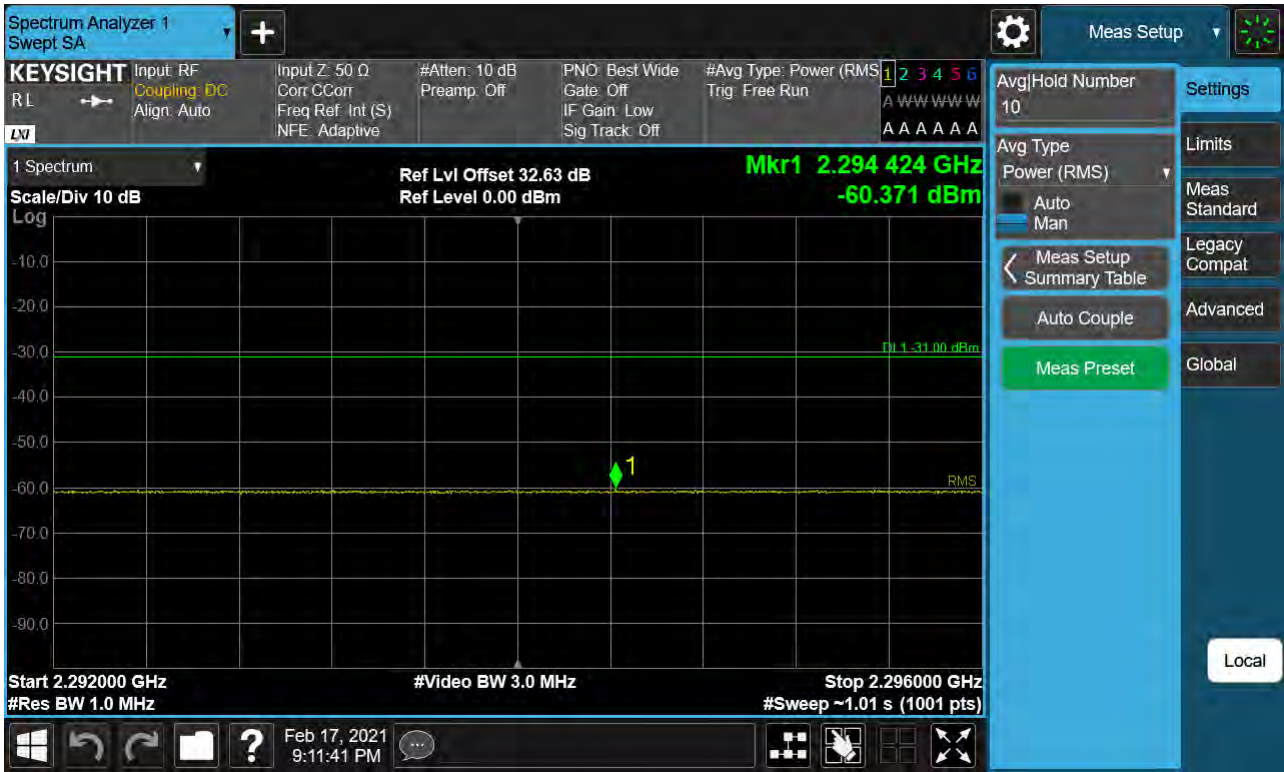 Spectrum Analyzer 1
Swept SA
Meas Setup
KEYSIGHT
RL
LXI
Input: RF
Coupling: DC
Align: Auto
Input Z: 50 Ω
Corr CCorr
Freq Ref: Int (S)
NFE: Adaptive
#Atten: 10 dB
Preamp: Off
PNO: Best Wide
Gate: Off
IF Gain: Low
Sig Track: Off
#Avg Type: Power (RMS
Trig: Free Run
1 2 3 4 5 6
A W W W W W
A A A A A A
1 Spectrum
Scale/Div 10 dB
Log
Ref Lvl Offset 32.63 dB
Ref Level 0.00 dBm
Mkr1 2.294 424 GHz
-60.371 dBm
-10.0
-20.0
-30.0
DL1 -31.00 dBm
-40.0
-50.0
1
-60.0
RMS
-70.0
-80.0
-90.0
Start 2.292000 GHz
#Res BW 1.0 MHz
#Video BW 3.0 MHz
Stop 2.296000 GHz
#Sweep ~1.01 s (1001 pts)
Avg|Hold Number
10
Avg Type
Power (RMS)
Auto
Man
Meas Setup
Summary Table
Auto Couple
Meas Preset
Settings
Limits
Meas
Standard
Legacy
Compat
Advanced
Global
Local
?
Feb 17, 2021
9:11:41 PM